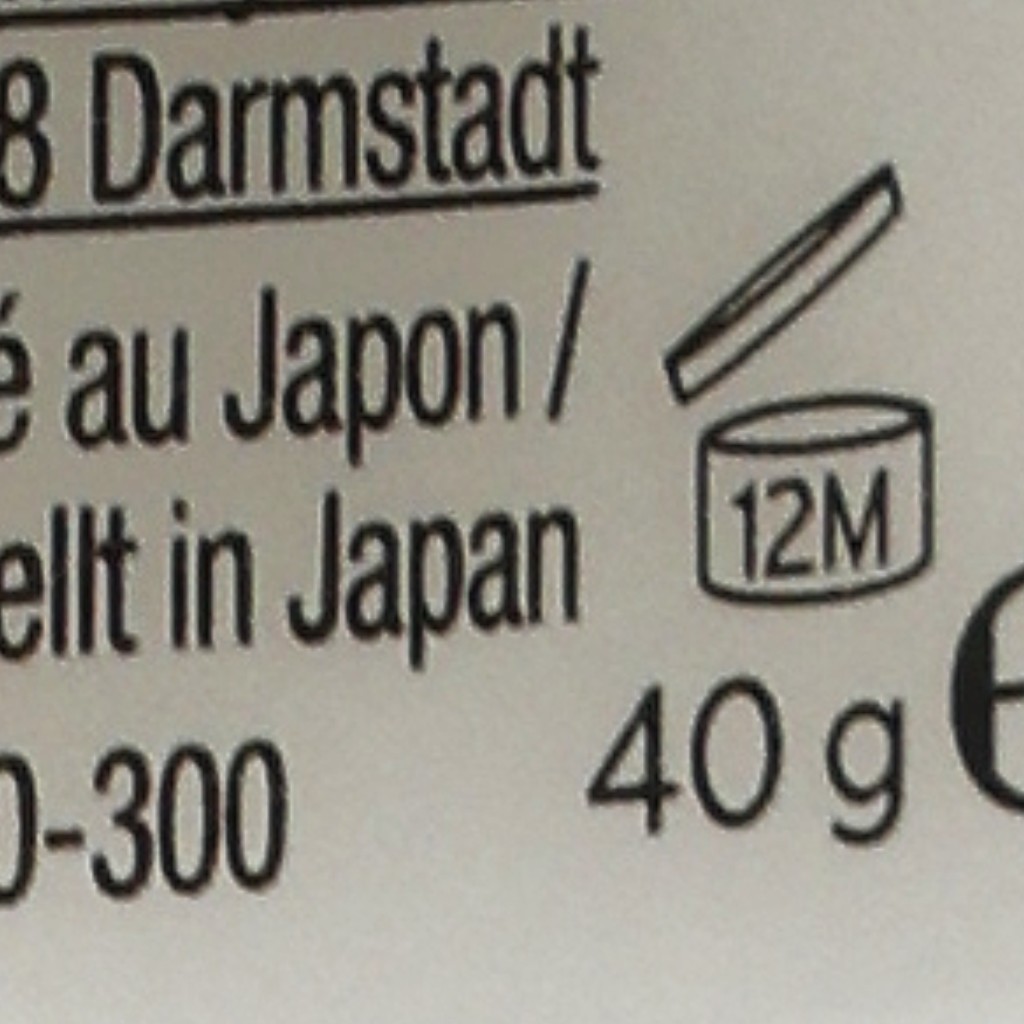 8 Darmstadt
é au Japon /
ellt in Japan
12M
0-300
40 g e